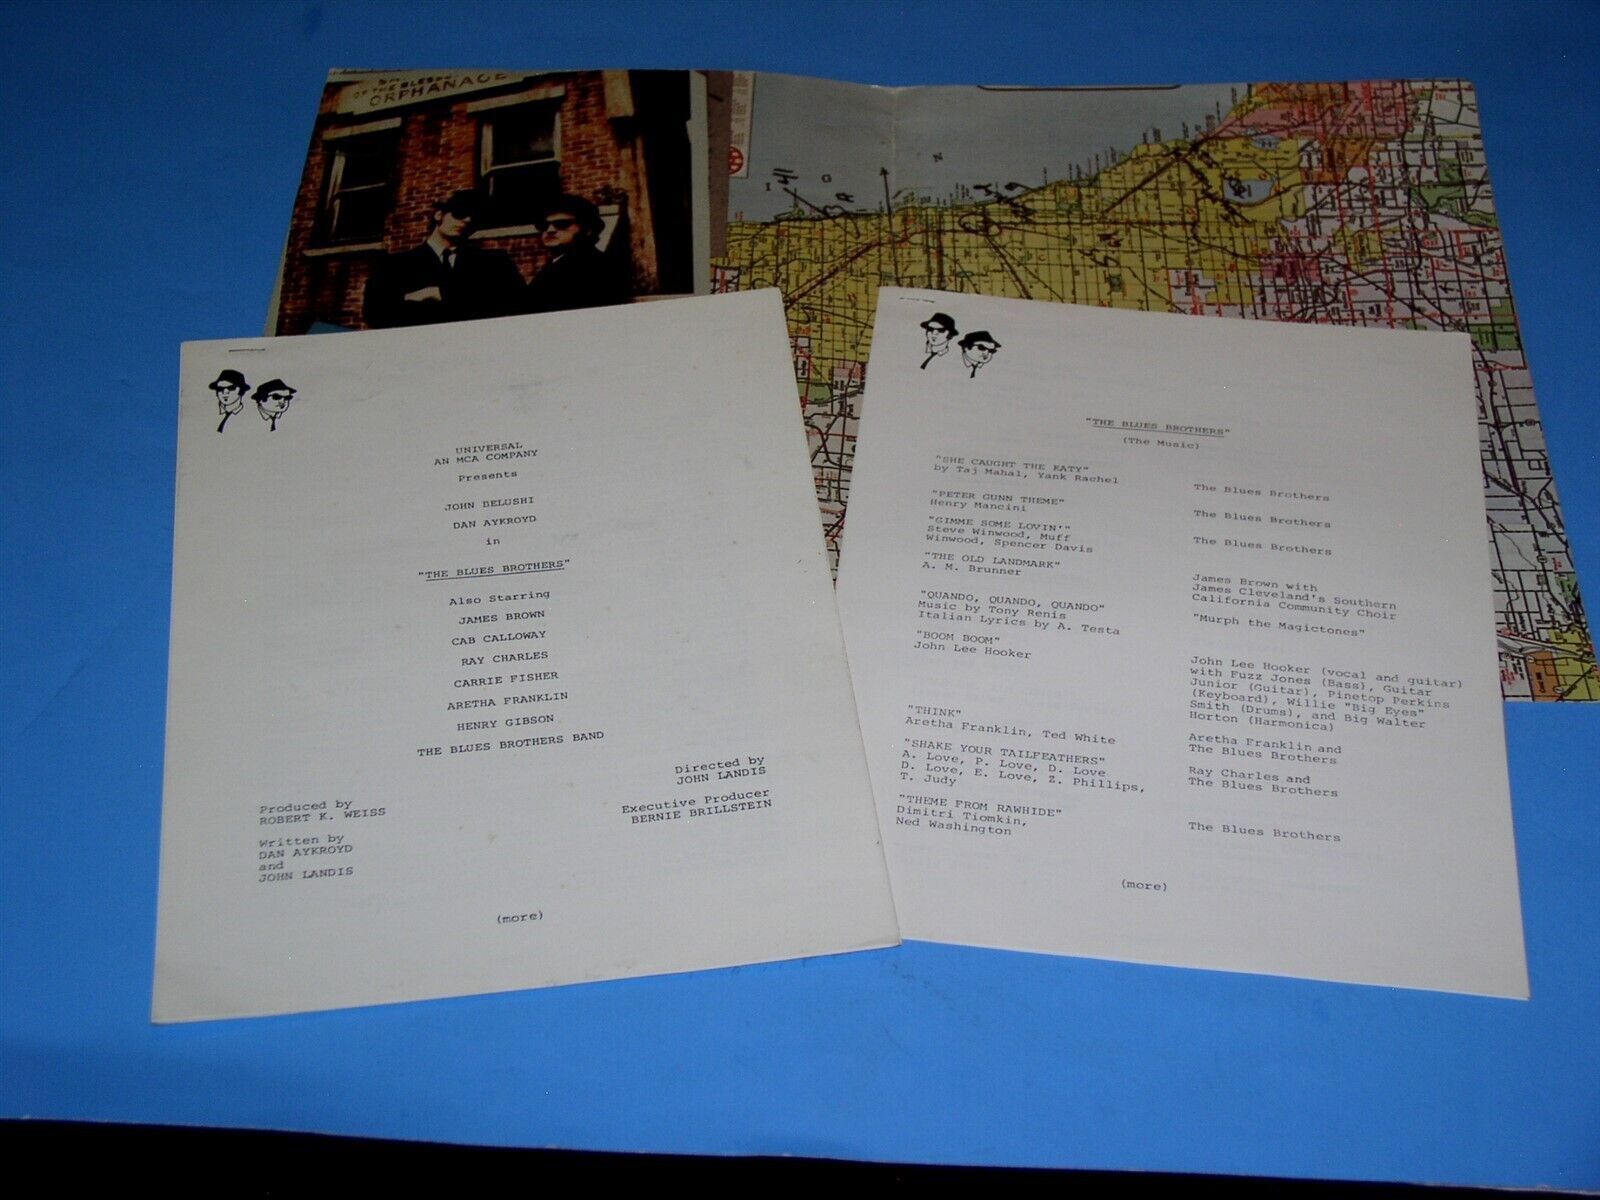 OF THE BLESSED
ORPHANAGE
I G A N
UNIVERSAL
AN MCA COMPANY
Presents
JOHN BELUSHI
DAN AYKROYD
in
"THE BLUES BROTHERS"
Also Starring
JAMES BROWN
CAB CALLOWAY
RAY CHARLES
CARRIE FISHER
ARETHA FRANKLIN
HENRY GIBSON
THE BLUES BROTHERS BAND
Directed by
JOHN LANDIS
Produced by
ROBERT K. WEISS
Executive Producer
BERNIE BRILLSTEIN
Written by
DAN AYKROYD
and
JOHN LANDIS
(more)
"THE BLUES BROTHERS"
(The Music)
"SHE CAUGHT THE KATY"
by Taj Mahal, Yank Rachel
The Blues Brothers
"PETER GUNN THEME"
Henry Mancini
The Blues Brothers
"GIMME SOME LOVIN'"
Steve Winwood, Muff
Winwood, Spencer Davis
The Blues Brothers
"THE OLD LANDMARK"
A. M. Brunner
James Brown with
James Cleveland's Southern
California Community Choir
"QUANDO, QUANDO, QUANDO"
Music by Tony Renis
Italian Lyrics by A. Testa
"Murph the Magictones"
"BOOM BOOM"
John Lee Hooker
John Lee Hooker (vocal and guitar)
with Fuzz Jones (Bass), Guitar
Junior (Guitar), Pinetop Perkins
(Keyboard), Willie "Big Eyes"
Smith (Drums), and Big Walter
Horton (Harmonica)
"THINK"
Aretha Franklin, Ted White
Aretha Franklin and
The Blues Brothers
"SHAKE YOUR TAILFEATHERS"
A. Love, P. Love, D. Love
D. Love, E. Love, Z. Phillips,
T. Judy
Ray Charles and
The Blues Brothers
"THEME FROM RAWHIDE"
Dimitri Tiomkin,
Ned Washington
The Blues Brothers
(more)